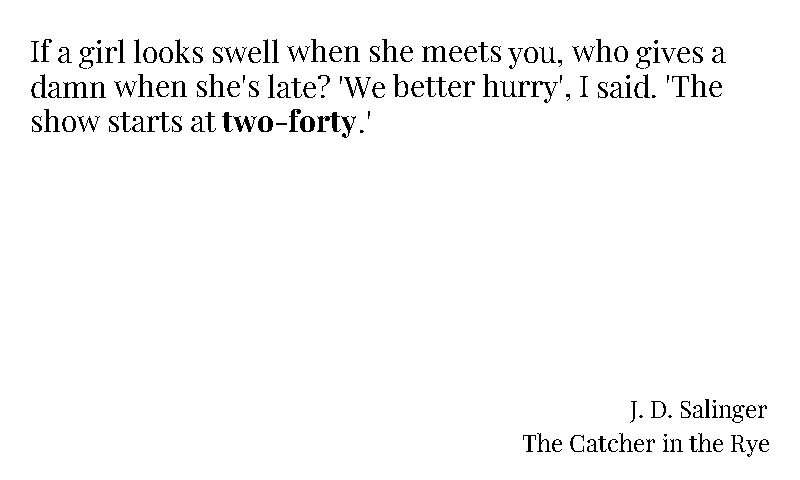 If a girl looks swell when she meets you, who gives a
damn when she's late? 'We better hurry', I said. 'The
show starts at two-forty.'
J. D. Salinger
The Catcher in the Rye